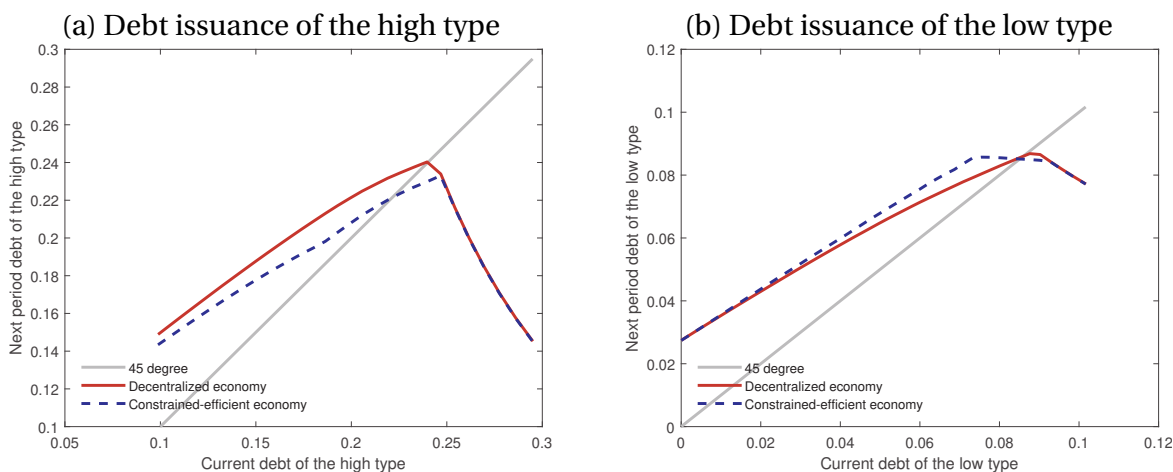 (a) Debt issuance of the high type
0.3
0.28
0.26
0.24
0.22
0.2
0.18
0.16
0.14
0.12
0.1
Next period debt of the high type
45 degree
Decentralized economy
Constrained-efficient economy
0.05 0.1 0.15 0.2 0.25 0.3
Current debt of the high type
(b) Debt issuance of the low type
0.12
0.1
0.08
0.06
0.04
0.02
0
Next period debt of the low type
45 degree
Decentralized economy
Constrained-efficient economy
0 0.02 0.04 0.06 0.08 0.1 0.12
Current debt of the low type